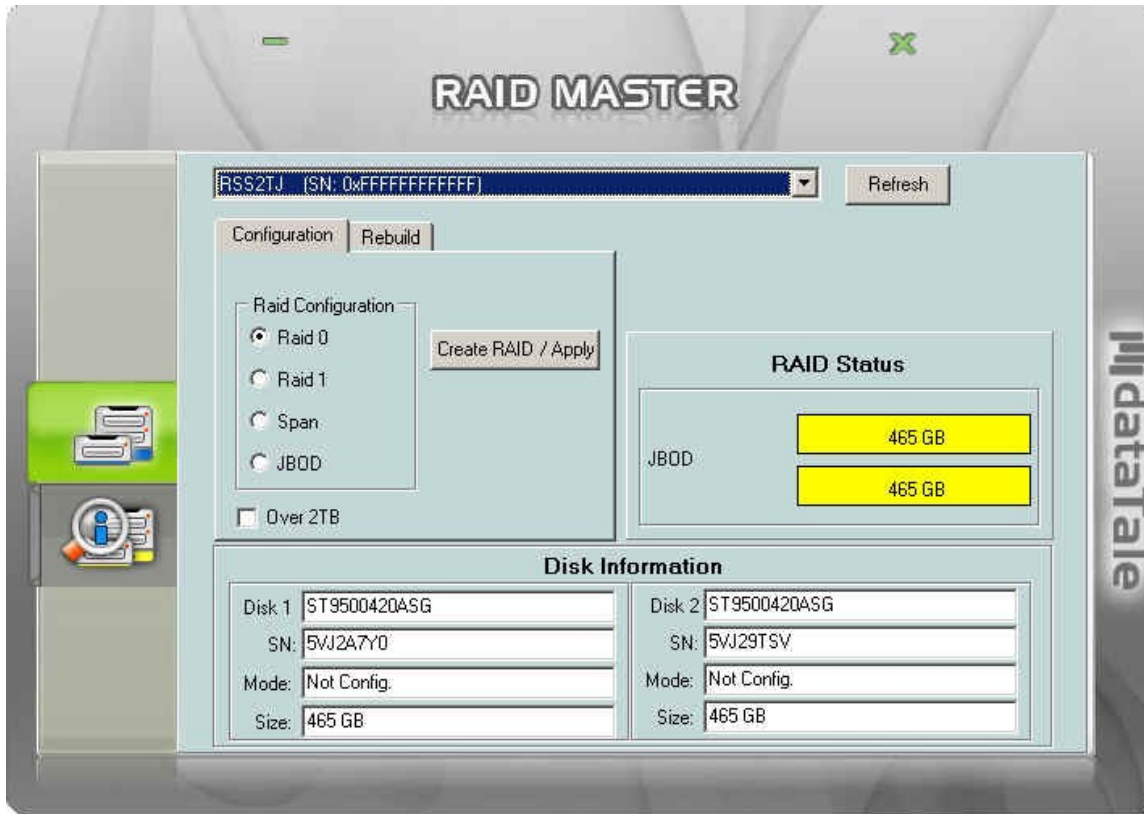 RAID MASTER
RSS2TJ (SN: 0xFFFFFFFFFFFF)
Refresh
Configuration
Rebuild
Raid Configuration
Raid 0
Raid 1
Span
JBOD
Create RAID / Apply
Over 2TB
RAID Status
JBOD
465 GB
465 GB
Disk Information
Disk 1 ST9500420ASG
SN: 5VJ2A7Y0
Mode: Not Config.
Size: 465 GB
Disk 2 ST9500420ASG
SN: 5VJ29TSV
Mode: Not Config.
Size: 465 GB
dataTale